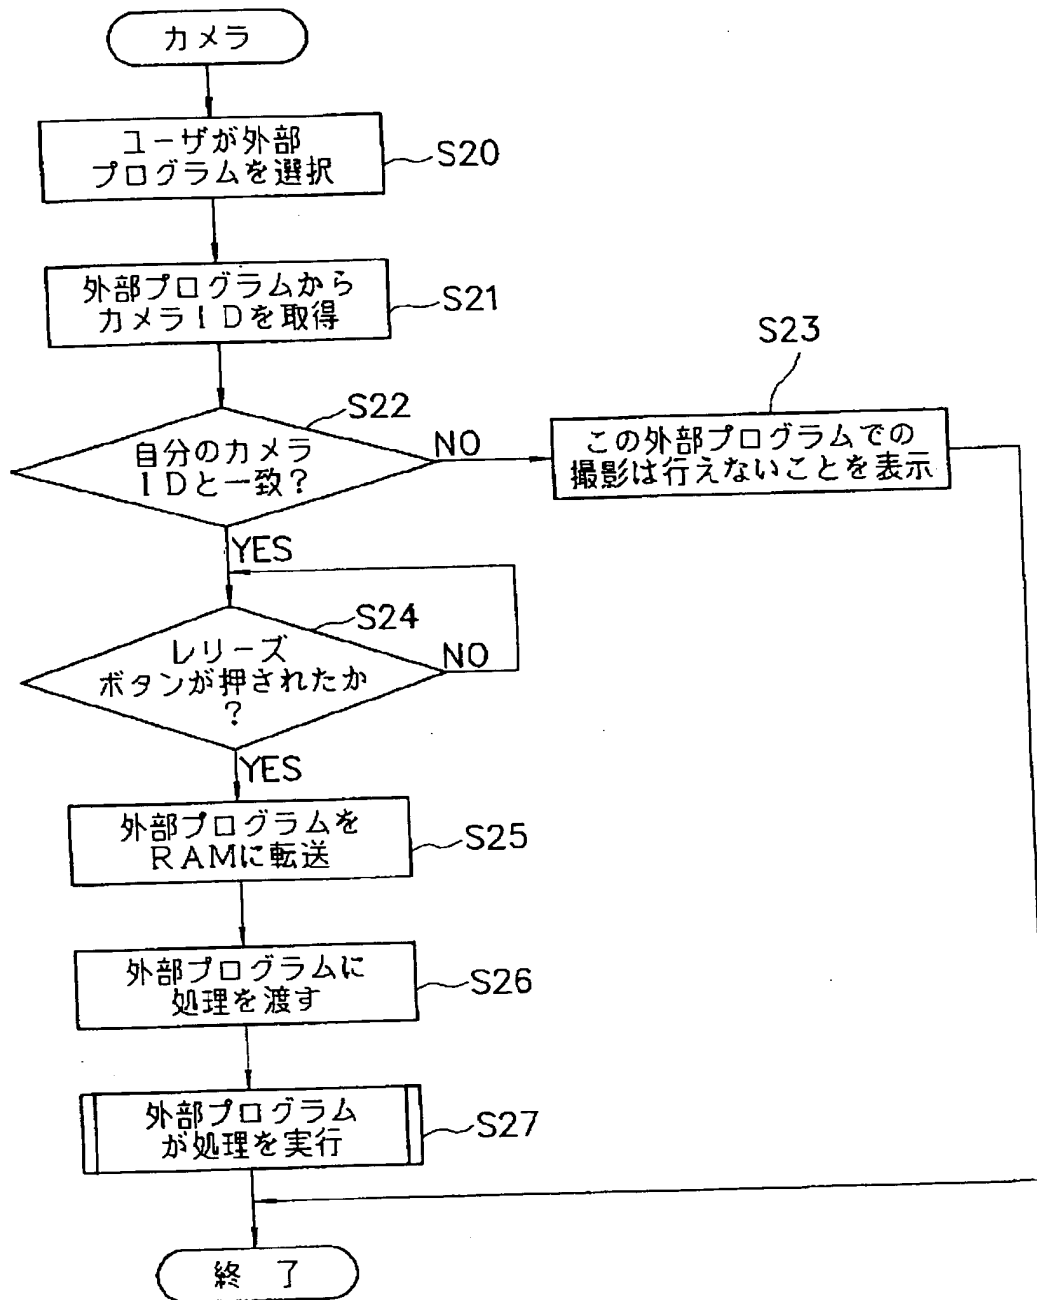 カメラ
ユーザが外部
プログラムを選択
S20
外部プログラムから
カメラIDを取得
S21
S23
S22
自分のカメラ
IDと一致?
NO
この外部プログラムでの
撮影は行えないことを表示
YES
S24
レリーズ
ボタンが押されたか
?
NO
YES
外部プログラムを
RAMに転送
S25
外部プログラムに
処理を渡す
S26
外部プログラム
が処理を実行
S27
終了